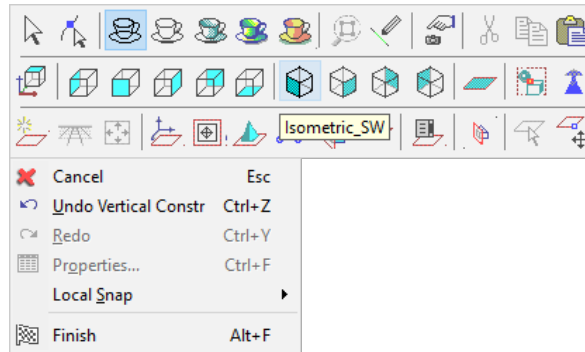 Isometric_SW
Cancel Esc
Undo Vertical Constr Ctrl+Z
Redo Ctrl+Y
Properties... Ctrl+F
Local Snap
Finish Alt+F